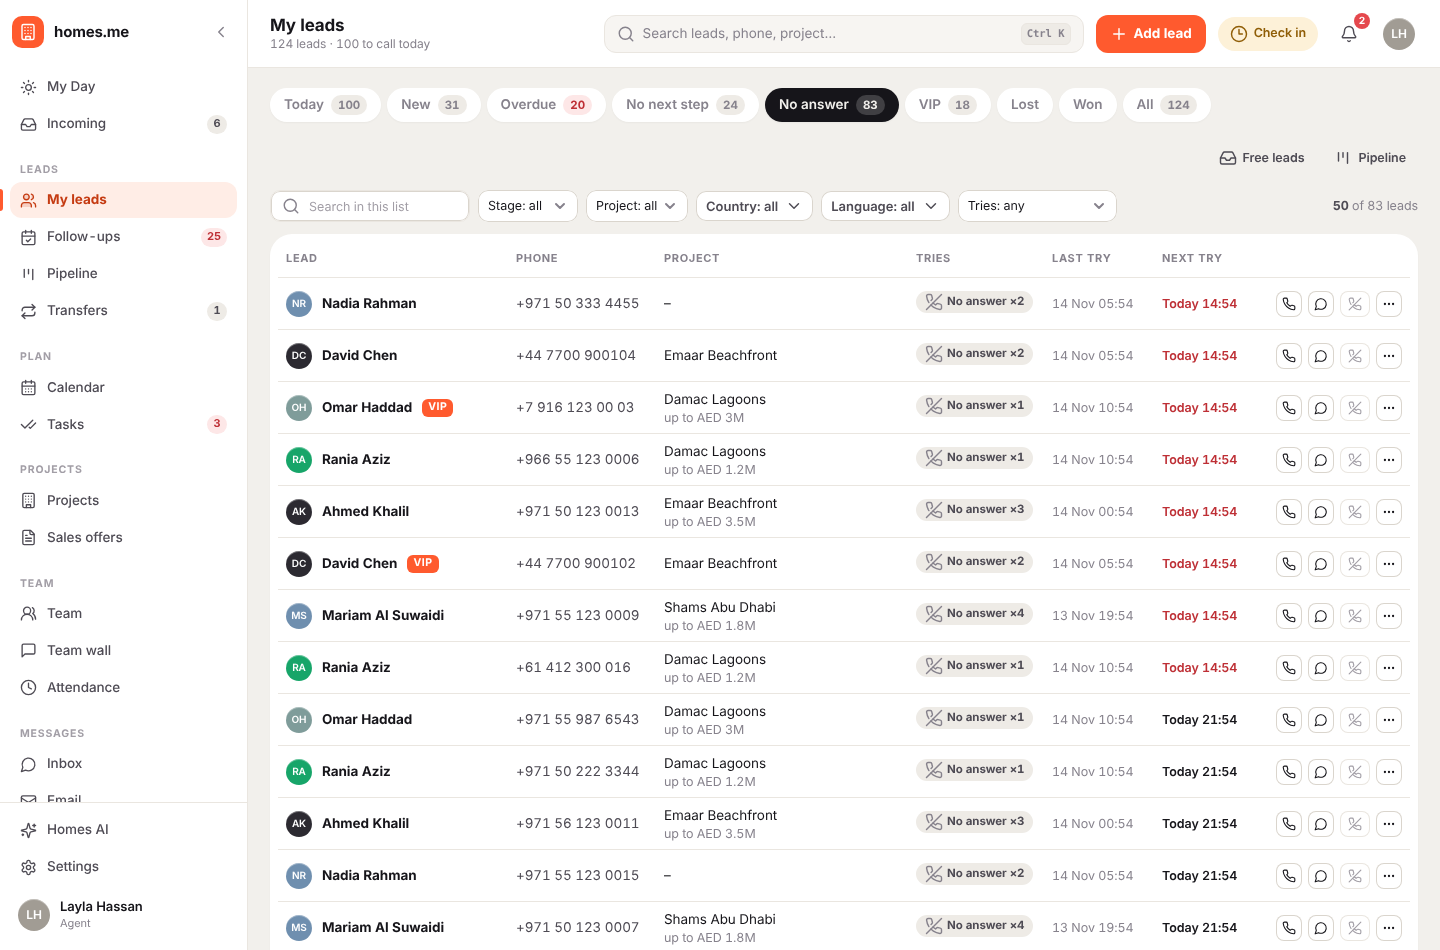 homes.me
My Day
Incoming 6
LEADS
My leads
Follow-ups 25
Pipeline
Transfers 1
PLAN
Calendar
Tasks 3
PROJECTS
Projects
Sales offers
TEAM
Team
Team wall
Attendance
MESSAGES
Inbox
Email
Homes AI
Settings
LH Layla Hassan
Agent
My leads
124 leads · 100 to call today
Search leads, phone, project... Ctrl K
Add lead
Check in
2
LH
Today 100 New 31 Overdue 20 No next step 24 No answer 83 VIP 18 Lost Won All 124
Free leads Pipeline
Search in this list Stage: all Project: all Country: all Language: all Tries: any 50 of 83 leads
LEAD PHONE PROJECT TRIES LAST TRY NEXT TRY
NR Nadia Rahman +971 50 333 4455 – No answer ×2 14 Nov 05:54 Today 14:54
DC David Chen +44 7700 900104 Emaar Beachfront No answer ×2 14 Nov 05:54 Today 14:54
OH Omar Haddad VIP +7 916 123 00 03 Damac Lagoons No answer ×1 14 Nov 10:54 Today 14:54
up to AED 3M
RA Rania Aziz +966 55 123 0006 Damac Lagoons No answer ×1 14 Nov 10:54 Today 14:54
up to AED 1.2M
AK Ahmed Khalil +971 50 123 0013 Emaar Beachfront No answer ×3 14 Nov 00:54 Today 14:54
up to AED 3.5M
DC David Chen VIP +44 7700 900102 Emaar Beachfront No answer ×2 14 Nov 05:54 Today 14:54
MS Mariam Al Suwaidi +971 55 123 0009 Shams Abu Dhabi No answer ×4 13 Nov 19:54 Today 14:54
up to AED 1.8M
RA Rania Aziz +61 412 300 016 Damac Lagoons No answer ×1 14 Nov 10:54 Today 14:54
up to AED 1.2M
OH Omar Haddad +971 55 987 6543 Damac Lagoons No answer ×1 14 Nov 10:54 Today 21:54
up to AED 3M
RA Rania Aziz +971 50 222 3344 Damac Lagoons No answer ×1 14 Nov 10:54 Today 21:54
up to AED 1.2M
AK Ahmed Khalil +971 56 123 0011 Emaar Beachfront No answer ×3 14 Nov 00:54 Today 21:54
up to AED 3.5M
NR Nadia Rahman +971 55 123 0015 – No answer ×2 14 Nov 05:54 Today 21:54
MS Mariam Al Suwaidi +971 50 123 0007 Shams Abu Dhabi No answer ×4 13 Nov 19:54 Today 21:54
up to AED 1.8M